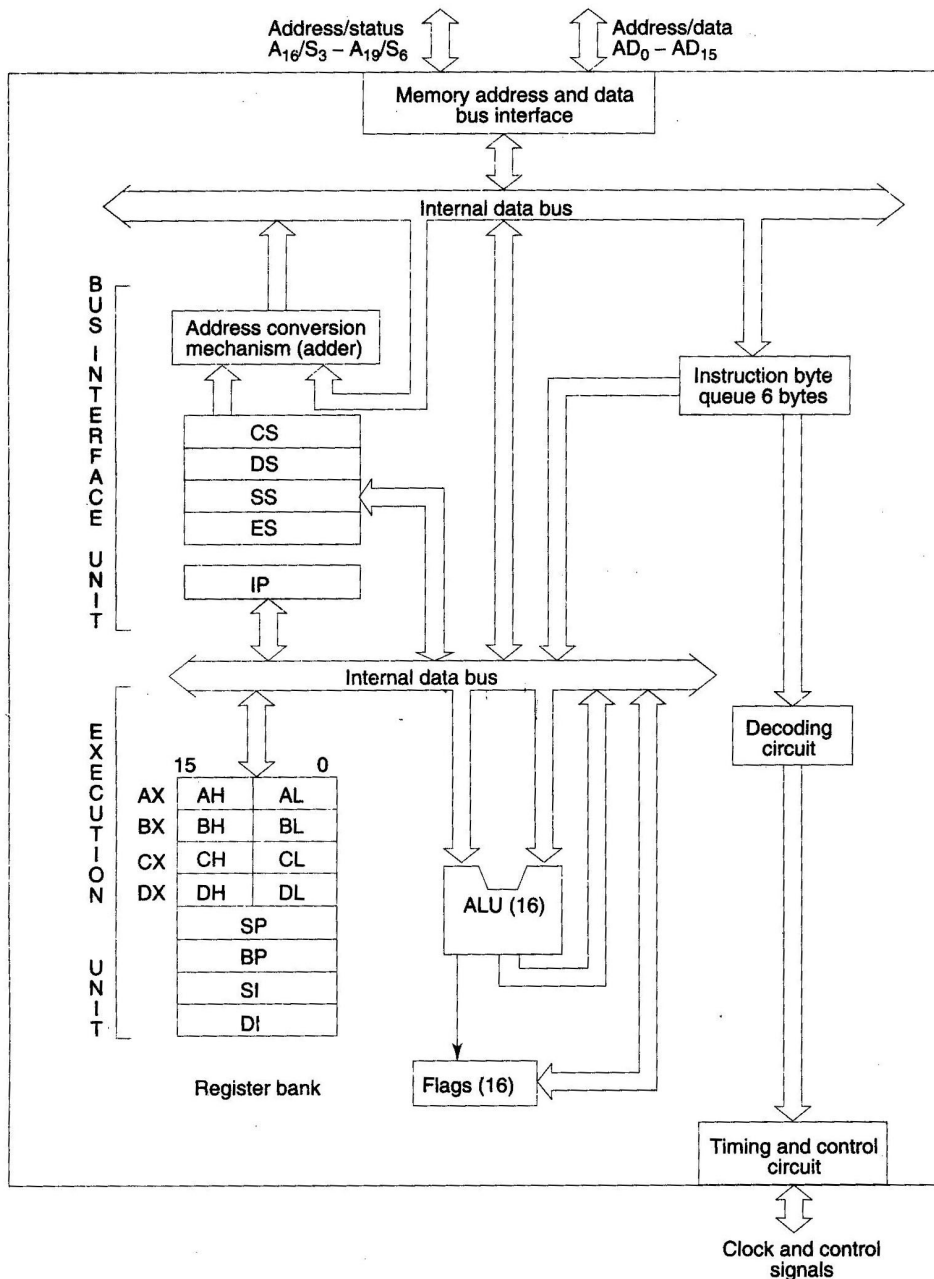 Address/status
A₁₆/S₃ – A₁₉/S₆
Address/data
AD₀ – AD₁₅
Memory address and data
bus interface
Internal data bus
BUS INTERFACE UNIT
Address conversion
mechanism (adder)
Instruction byte
queue 6 bytes
CS
DS
SS
ES
IP
Internal data bus
EXECUTION UNIT
Decoding
circuit
15 0
AX AH AL
BX BH BL
CX CH CL
DX DH DL
SP
BP
SI
DI
ALU (16)
Flags (16)
Register bank
Timing and control
circuit
Clock and control
signals